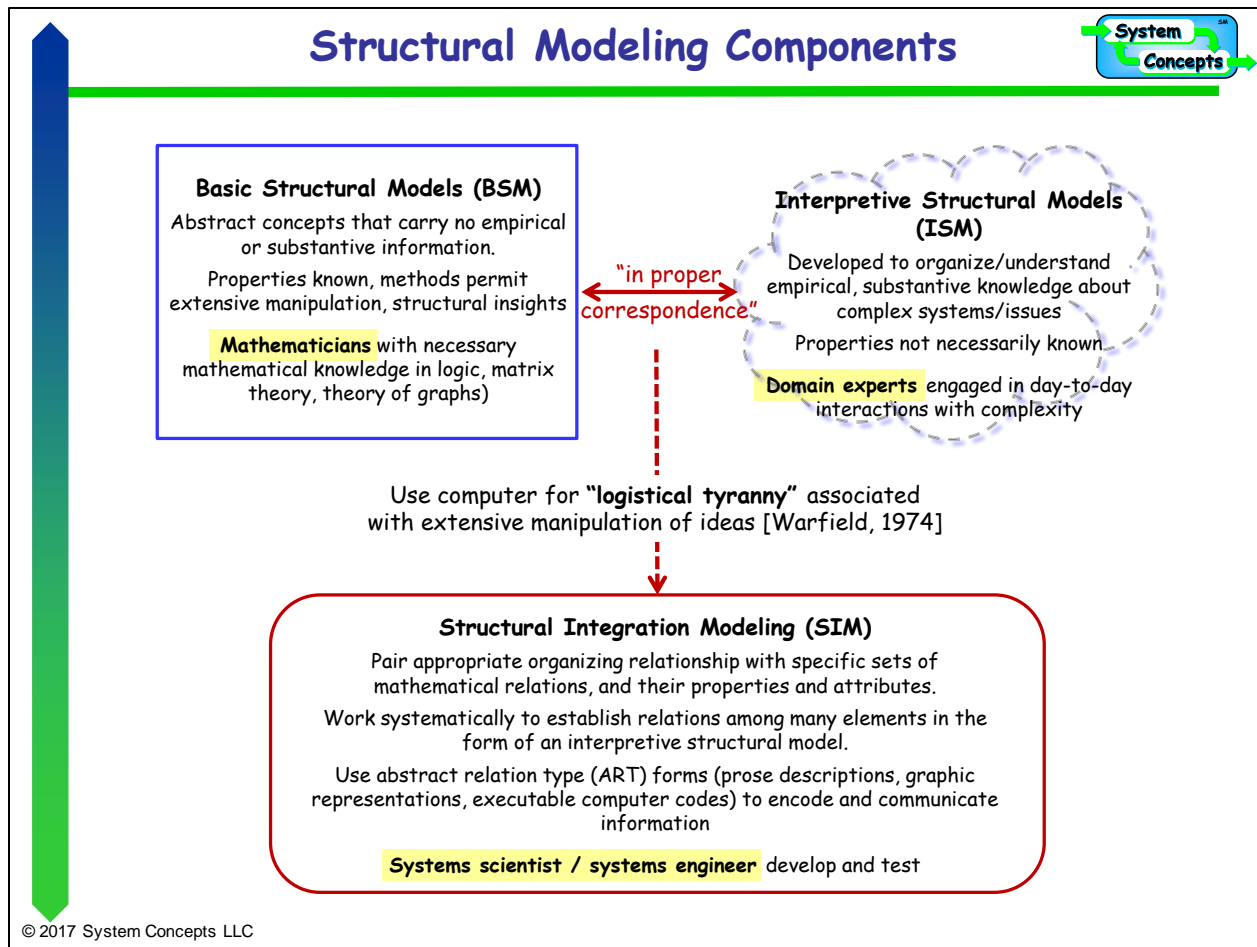 Structural Modeling Components
System
SM
Concepts
Basic Structural Models (BSM)
Abstract concepts that carry no empirical
or substantive information.
Properties known, methods permit
extensive manipulation, structural insights
Mathematicians with necessary
mathematical knowledge in logic, matrix
theory, theory of graphs)
“in proper
correspondence”
Interpretive Structural Models
(ISM)
Developed to organize/understand
empirical, substantive knowledge about
complex systems/issues
Properties not necessarily known
Domain experts engaged in day-to-day
interactions with complexity
Use computer for “logistical tyranny” associated
with extensive manipulation of ideas [Warfield, 1974]
Structural Integration Modeling (SIM)
Pair appropriate organizing relationship with specific sets of
mathematical relations, and their properties and attributes.
Work systematically to establish relations among many elements in the
form of an interpretive structural model.
Use abstract relation type (ART) forms (prose descriptions, graphic
representations, executable computer codes) to encode and communicate
information
Systems scientist / systems engineer develop and test
© 2017 System Concepts LLC